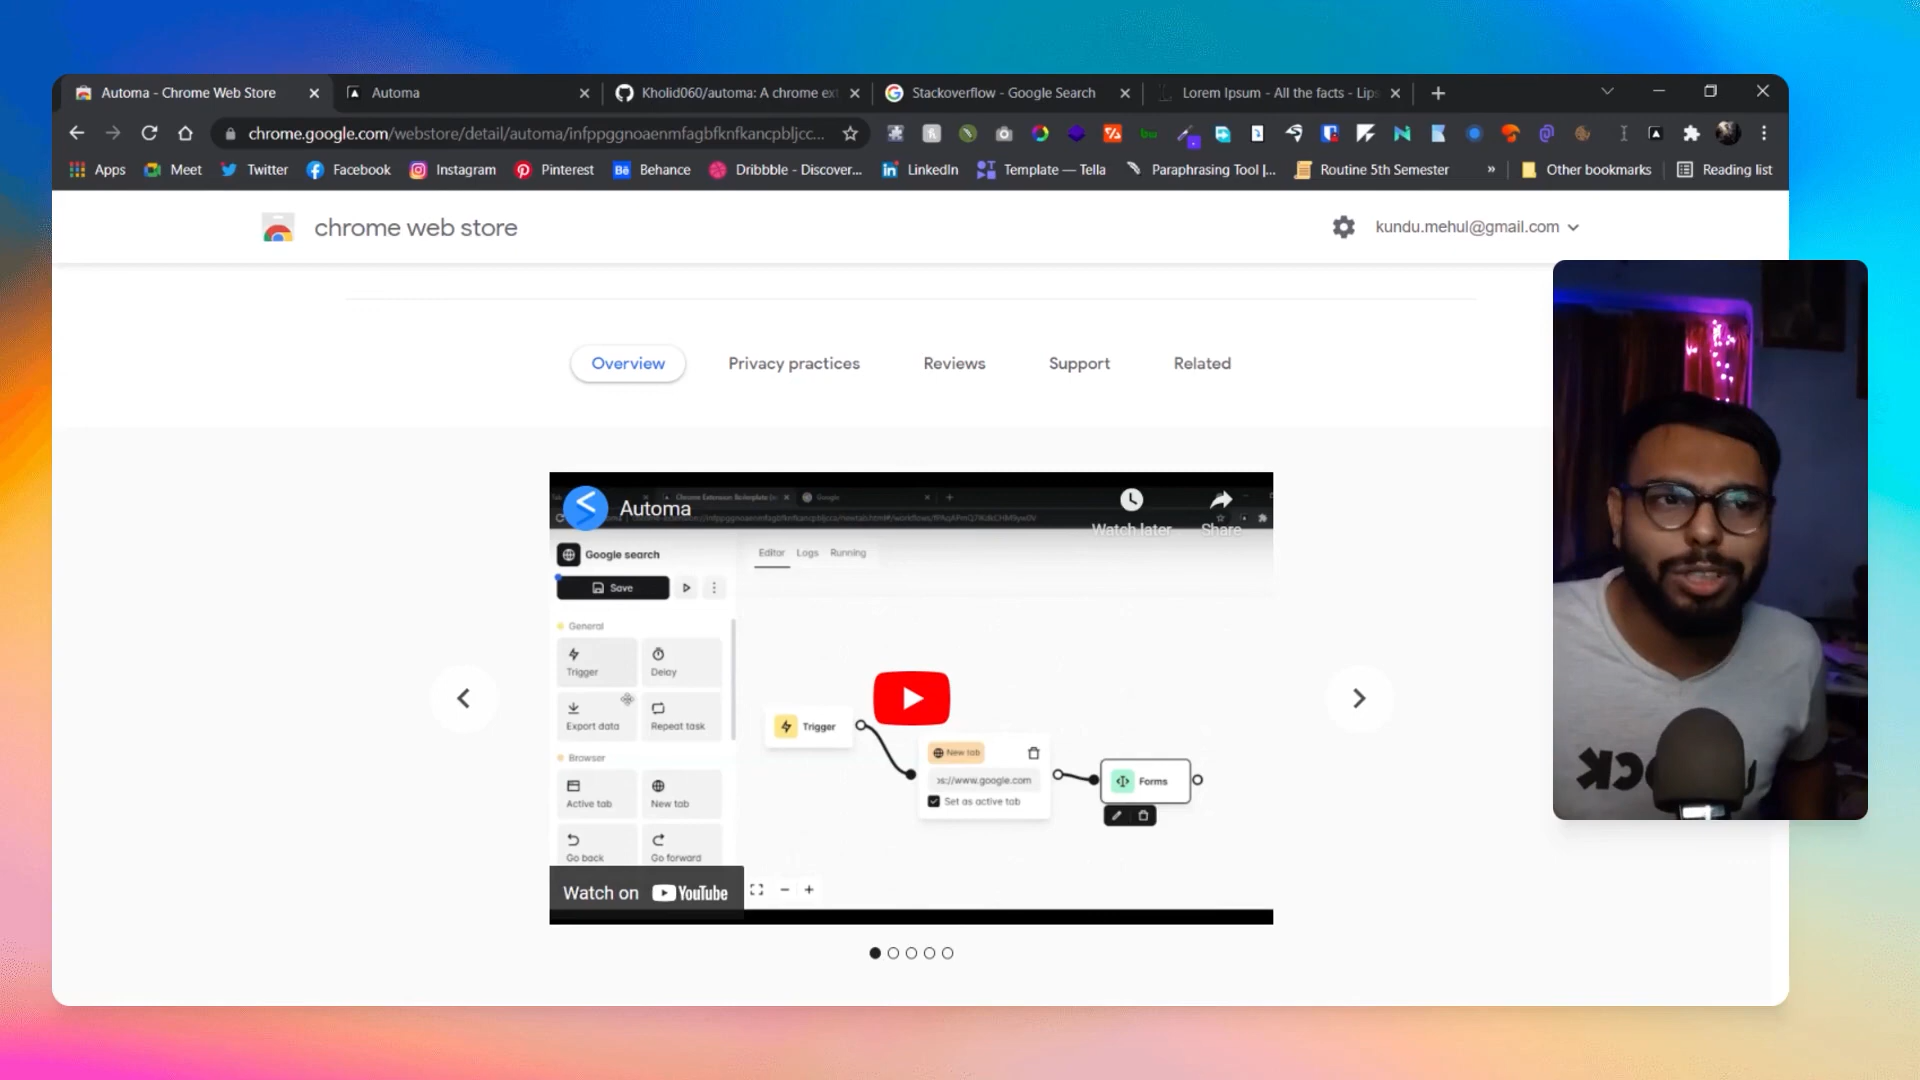 Automa - Chrome Web Store
Automa
Kholid060/automa: A chrome ext
Stackoverflow - Google Search
Lorem Ipsum - All the facts - Lips
chrome.google.com/webstore/detail/automa/infppggnoaenmfagbfknfkancpbljcc...
Apps
Meet
Twitter
Facebook
Instagram
Pinterest
Behance
Dribbble - Discover...
LinkedIn
Template — Tella
Paraphrasing Tool |...
Routine 5th Semester
»
Other bookmarks
Reading list
chrome web store
kundu.mehul@gmail.com
Overview
Privacy practices
Reviews
Support
Related
Automa
Watch later
Share
Google search
Editor
Logs
Running
Save
General
Trigger
Delay
Export data
Repeat task
Browser
Active tab
New tab
Go back
Go forward
Trigger
New tab
os://www.google.com
Set as active tab
Forms
Watch on YouTube